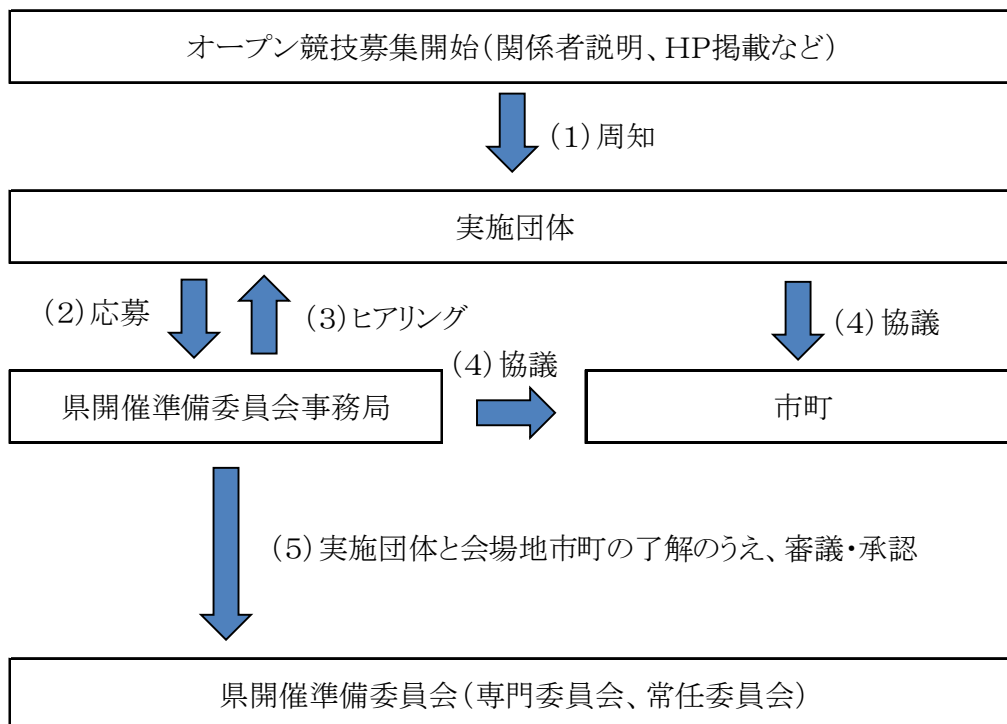 オープン競技募集開始(関係者説明、HP掲載など)
(1)周知
実施団体
(2)応募
(3)ヒアリング
(4)協議
(4)協議
県開催準備委員会事務局
市町
(5)実施団体と会場地市町の了解のうえ、審議・承認
県開催準備委員会(専門委員会、常任委員会)